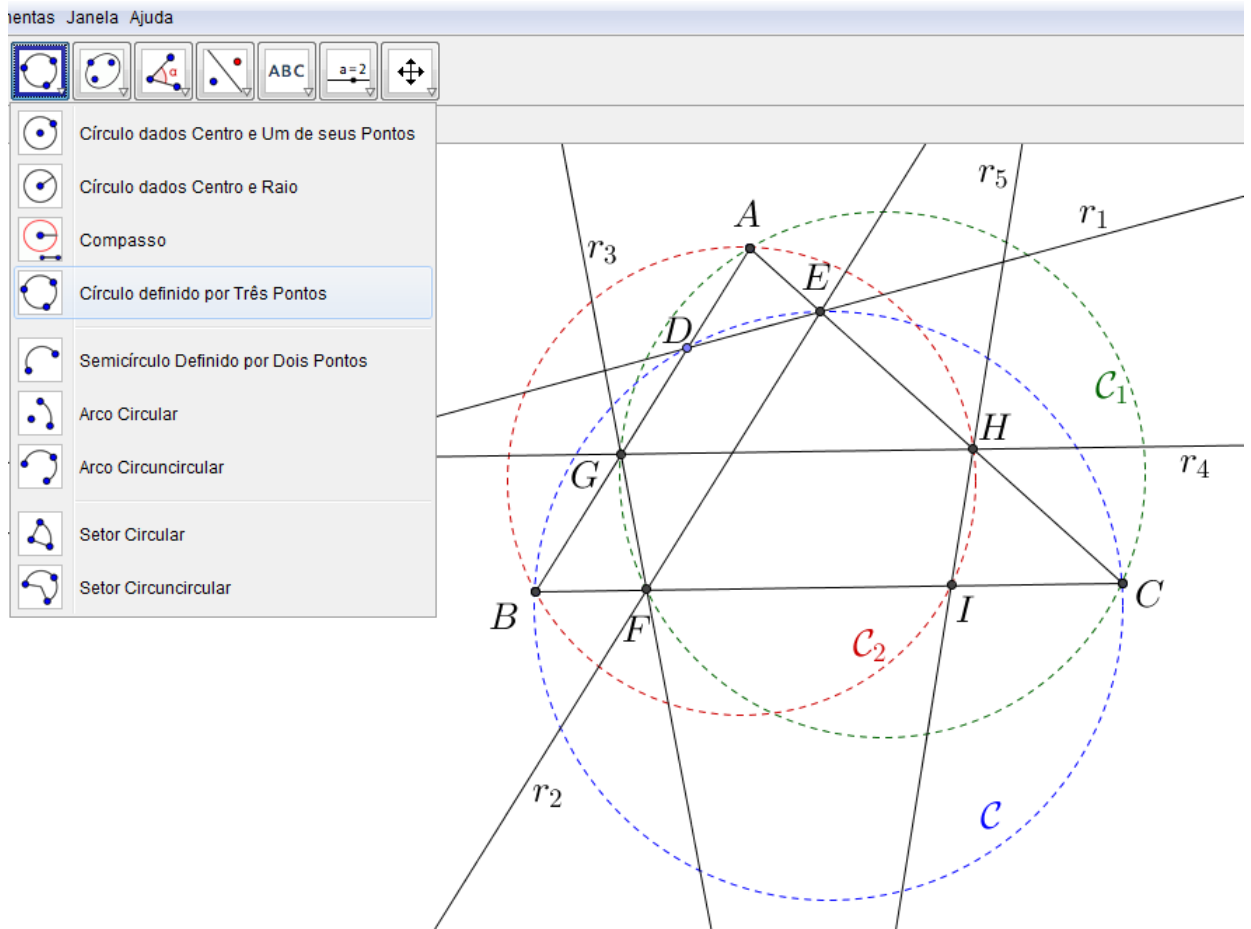 mentas Janela Ajuda
α
ABC
a=2
Círculo dados Centro e Um de seus Pontos
Círculo dados Centro e Raio
Compasso
Círculo definido por Três Pontos
Semicírculo Definido por Dois Pontos
Arco Circular
Arco Circuncircular
Setor Circular
Setor Circuncircular
r₅
A
r₁
r₃
E
D
C₁
H
G
r₄
B
F
I
C
C₂
r₂
C